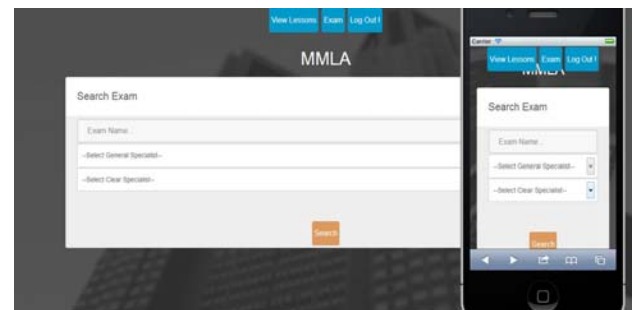 View Lessons Exam Log Out !
MMLA
Search Exam
Exam Name ..
--Select General Specialist--
--Select Clear Specialist--
Search
Carrier
View Lessons Exam Log Out !
MMLA
Search Exam
Exam Name ..
--Select General Specialist--
--Select Clear Specialist--
Search